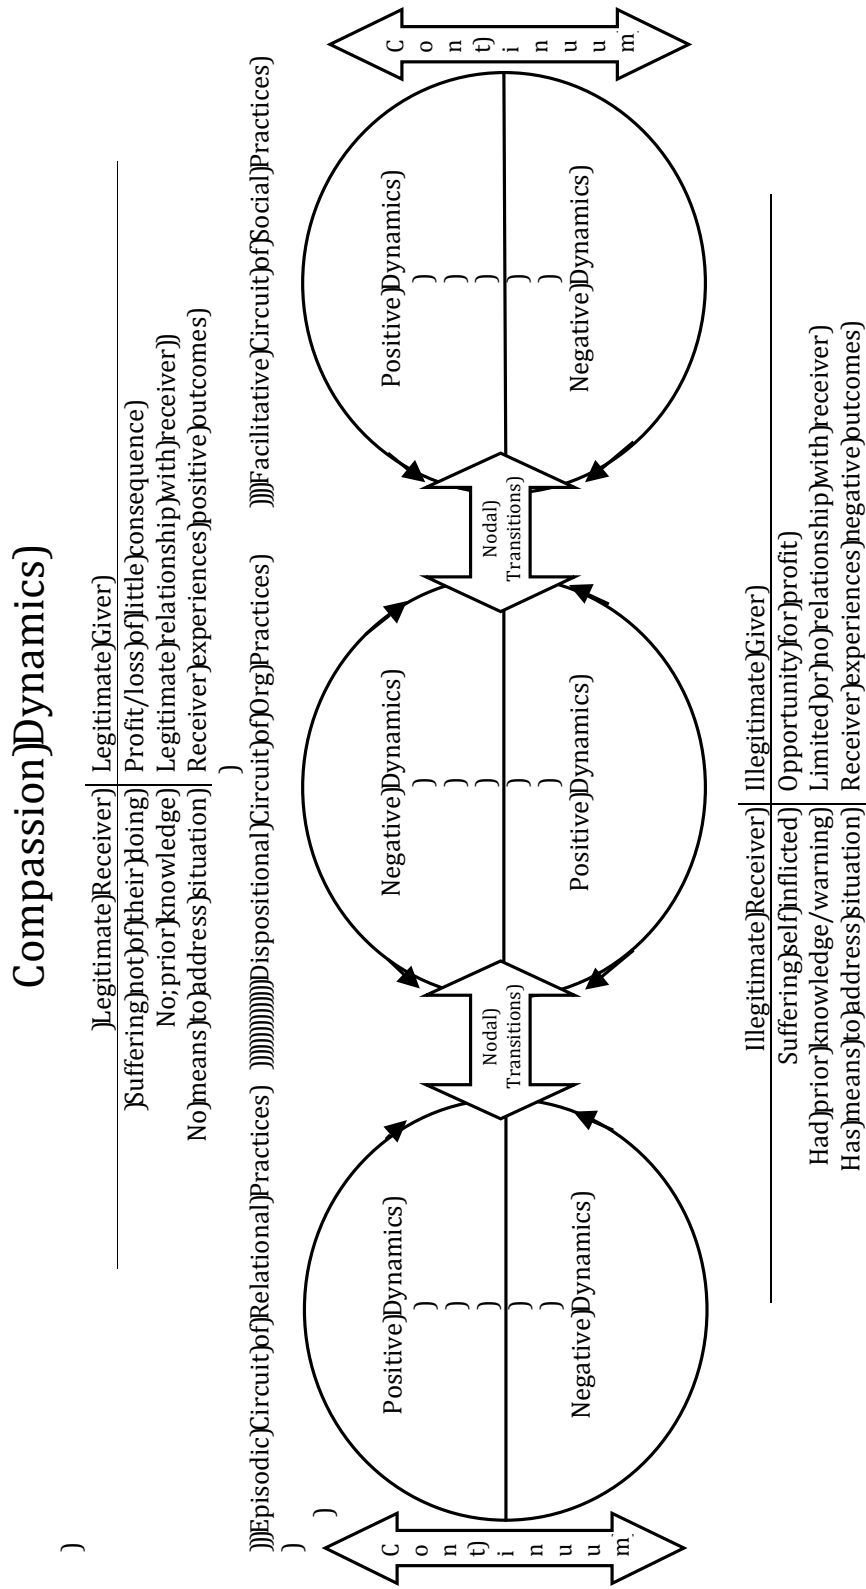 Compassion)Dynamics)
)
)Legitimate)Receiver) Legitimate)Giver)
)Suffering)not)of)their)doing) Profit/loss)of)little)consequence)
No;prior)knowledge) Legitimate)relationship)with)receiver))
No)means)to)address)situation) Receiver)experiences)positive)outcomes)
)
)))Episodic)Circuit)of)Relational)Practices) ))))))))))))Dispositional)Circuit)of)Org)Practices) ))))Facilitative)Circuit)of)Social)Practices)
)
)
C
o
n
t)
i
n
u
u
m
Positive)Dynamics)
)
)
)
)
)
Negative)Dynamics)
Nodal)
Transitions)
Negative)Dynamics)
)
)
)
)
)
Positive)Dynamics)
Nodal)
Transitions)
Positive)Dynamics)
)
)
)
)
)
Negative)Dynamics)
C
o
n
t)
i
n
u
u
m
Illegitimate)Receiver) Illegitimate)Giver)
Suffering)self)inflicted) Opportunity)for)profit)
Had)prior)knowledge/warning) Limited)or)no)relationship)with)receiver)
Has)means)to)address)situation) Receiver)experiences)negative)outcomes)